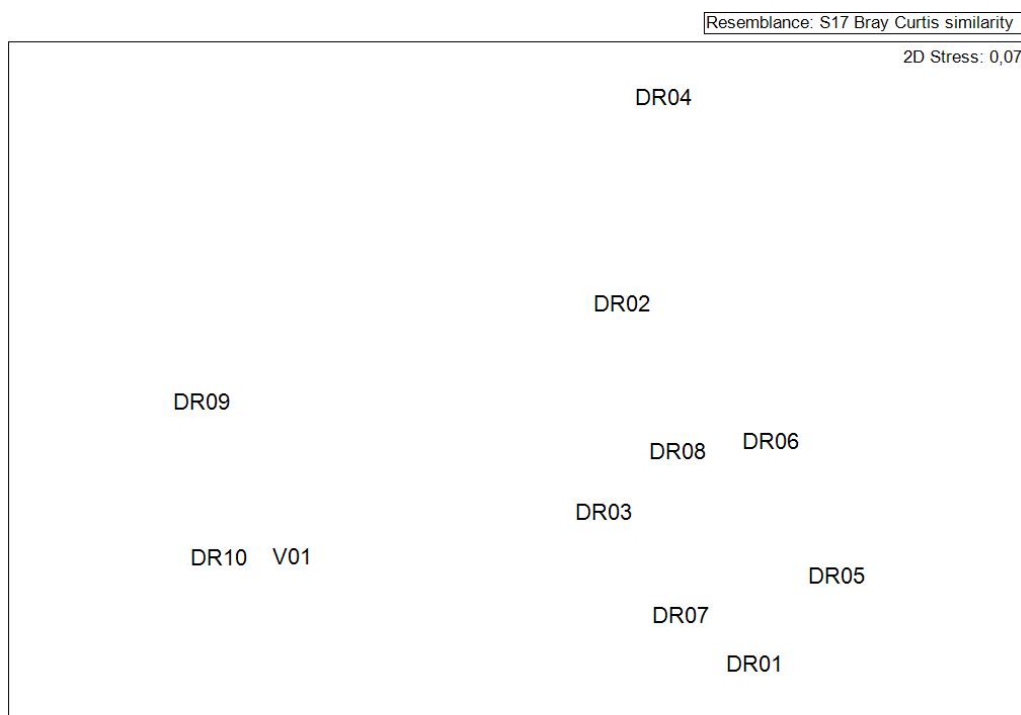 Resemblance: S17 Bray Curtis similarity
2D Stress: 0,07
DR04
DR02
DR09
DR06
DR08
DR03
DR10
V01
DR05
DR07
DR01